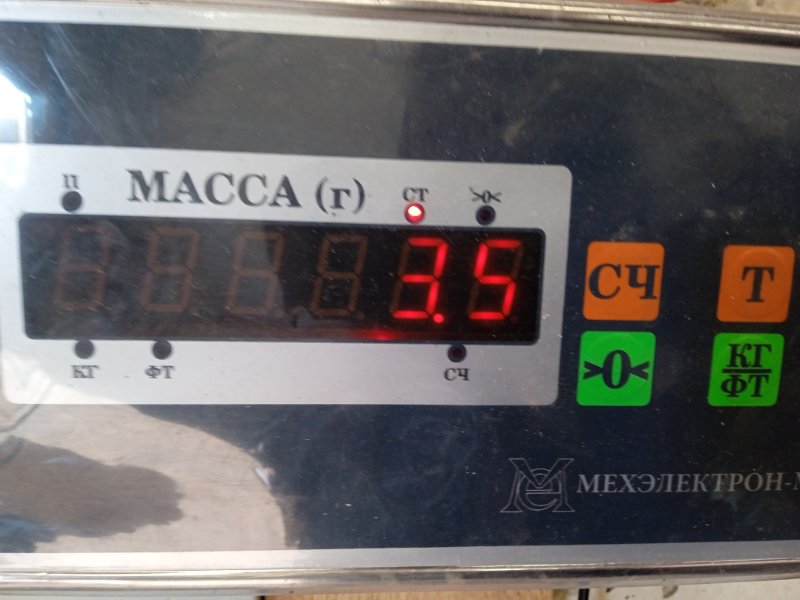 П МАССА (г) СТ >0<
3.5
КГ ФТ СЧ
СЧ Т
>0< КГ/ФТ
МЕХЭЛЕКТРОН-М